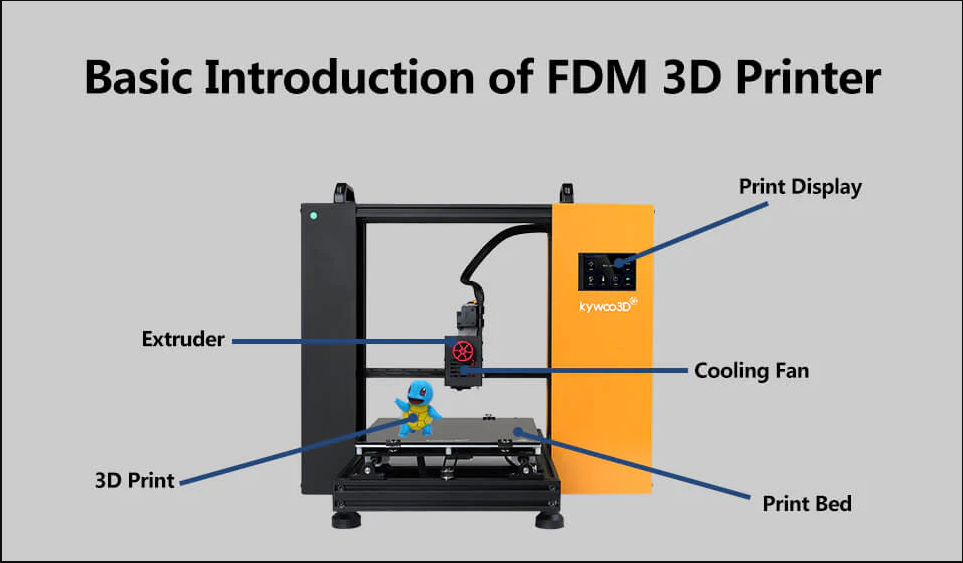 Basic Introduction of FDM 3D Printer
Print Display
kywoo3D
Extruder
Cooling Fan
3D Print
Print Bed